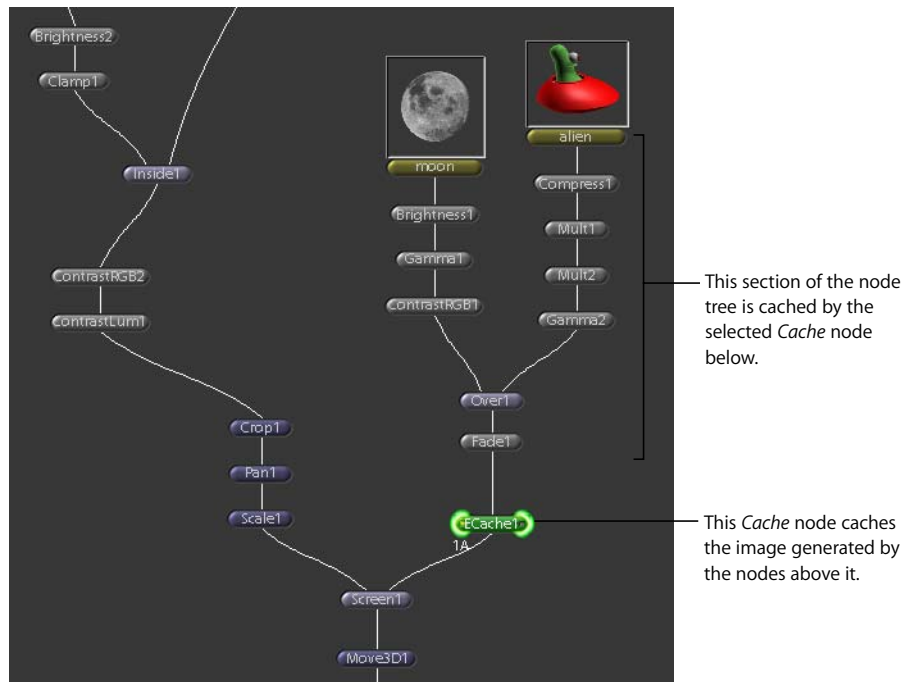 Brightness2
Clamp1
Inside1
ContrastRGB2
ContrastLum1
Crop1
Pan1
Scale1
moon
Brightness1
Gamma1
ContrastRGB1
alien
Compress1
Mult1
Mult2
Gamma2
Over1
Fade1
ECache1
1A
Screen1
Move3D1
This section of the node
tree is cached by the
selected Cache node
below.
This Cache node caches
the image generated by
the nodes above it.